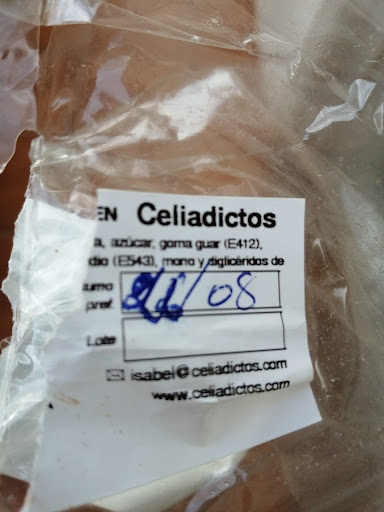 EN Celiadictos
a, azúcar, goma guar (E412),
dio (E543), mono y diglicéridos de
sumo
pref. /08
Lote
isabel@celiadictos.com
www.celiadictos.com